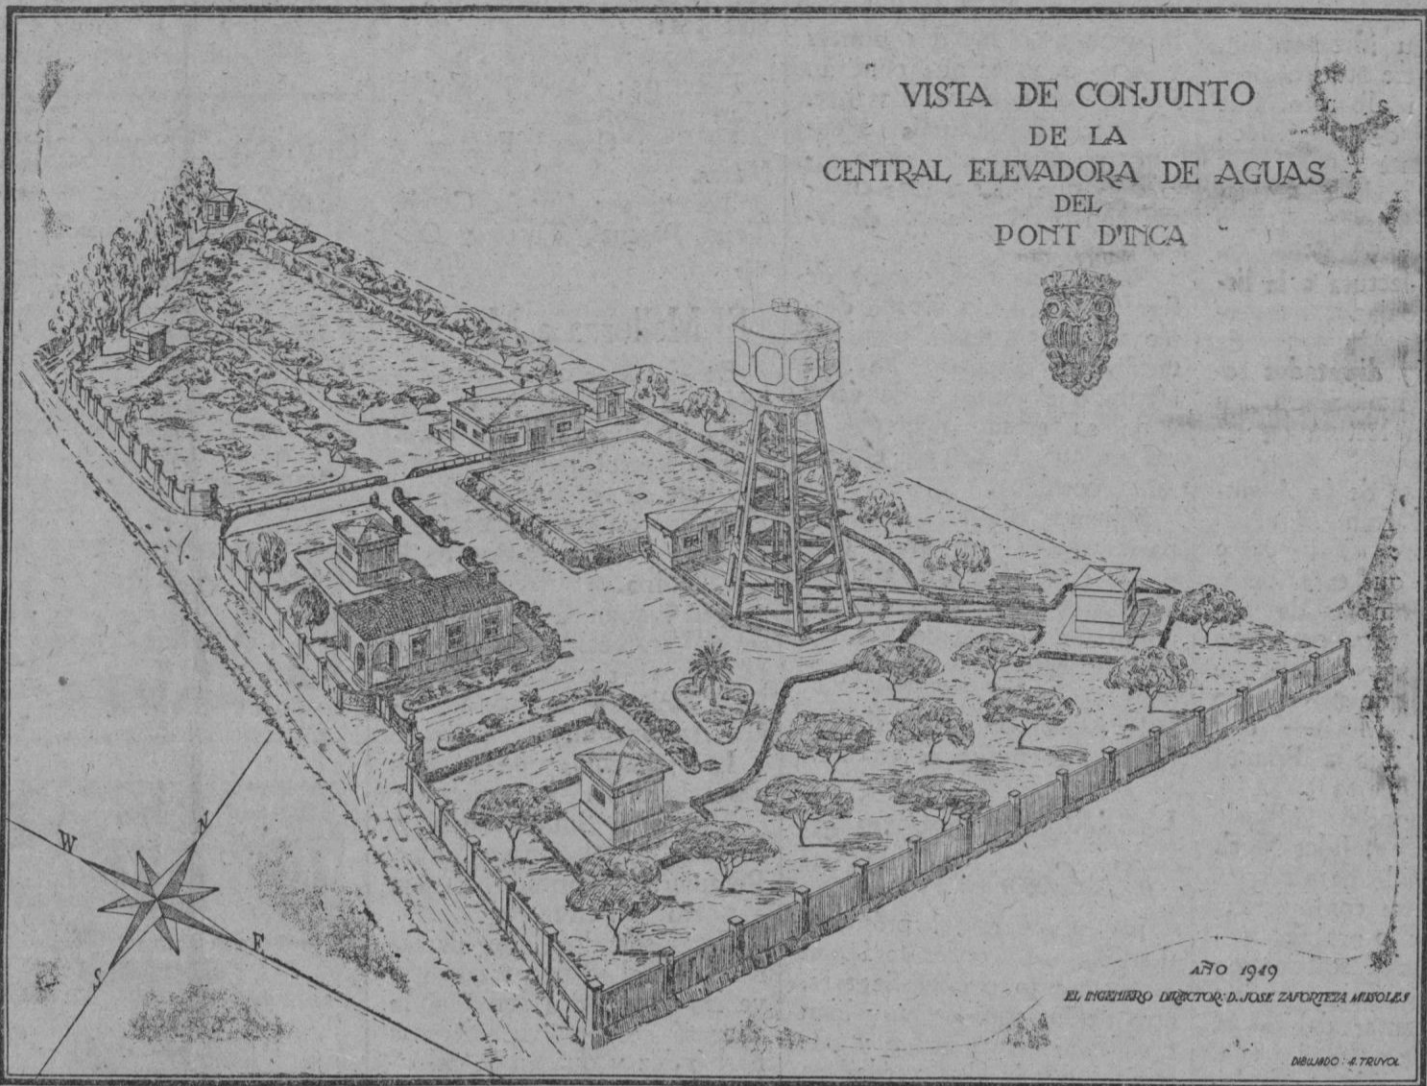 VISTA DE CONJUNTO
DE LA
CENTRAL ELEVADORA DE AGUAS
DEL
PONT D'INCA
N
W
E
S
AÑO 1949
EL INGENIERO DIRECTOR: D. JOSE ZAFORTEZA MUSOLES
DIBUJADO: A. TRUYOL